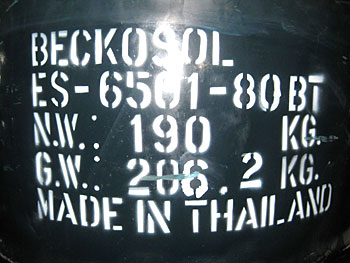 BECKOSOL
ES-6501-80BT
N.W.: 190 KG.
G.W.: 206.2 KG.
MADE IN THAILAND